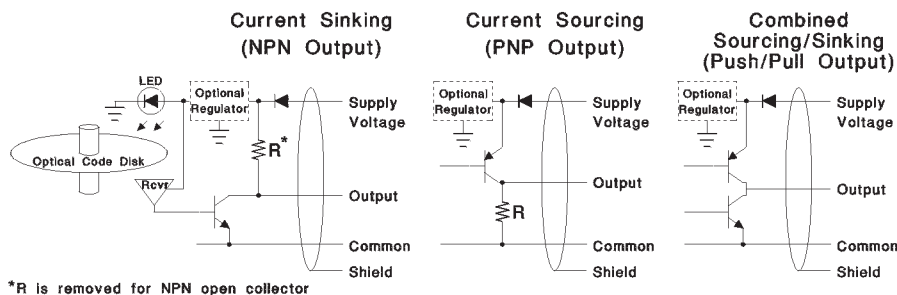 Current Sinking
(NPN Output)
LED
Optional
Regulator
Supply
Voltage
R*
Optical Code Disk
Rcvr
Output
Common
Shield
*R is removed for NPN open collector
Current Sourcing
(PNP Output)
Optional
Regulator
Supply
Voltage
Output
R
Common
Shield
Combined
Sourcing/Sinking
(Push/Pull Output)
Optional
Regulator
Supply
Voltage
Output
Common
Shield